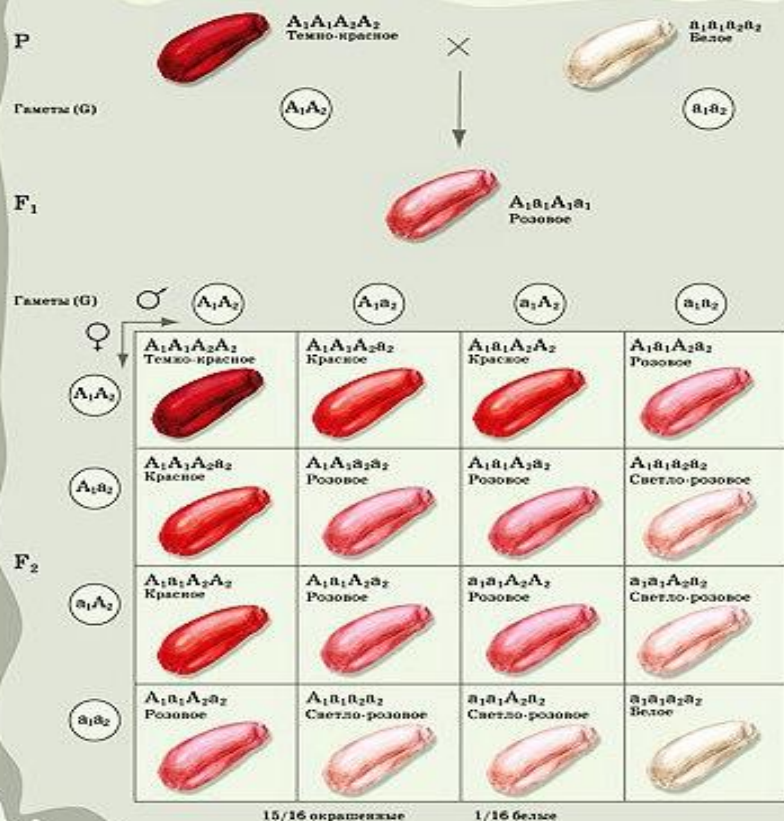 P
A₁A₁A₂A₂
Темно-красное
a₁a₁a₂a₂
Белое
Гаметы (G)
A₁A₂
a₁a₂
F₁
A₁a₁A₁a₁
Розовое
Гаметы (G)
♂
A₁A₂
A₁a₂
a₁A₂
a₁a₂
♀
A₁A₂
A₁A₁A₂A₂
Темно-красное
A₁A₁A₂a₂
Красное
A₁a₁A₂A₂
Красное
A₁a₁A₂a₂
Розовое
A₁a₂
A₁A₁A₂a₂
Красное
A₁A₁a₂a₂
Розовое
A₁a₁A₂a₂
Розовое
A₁a₁a₂a₂
Светло-розовое
F₂
a₁A₂
A₁a₁A₂A₂
Красное
A₁a₁A₂a₂
Розовое
a₁a₁A₂A₂
Розовое
a₁a₁A₂a₂
Светло-розовое
a₁a₂
A₁a₁A₂a₂
Розовое
A₁a₁a₂a₂
Светло-розовое
a₁a₁A₂a₂
Светло-розовое
a₁a₁a₂a₂
Белое
15/16 окрашенные
1/16 белые